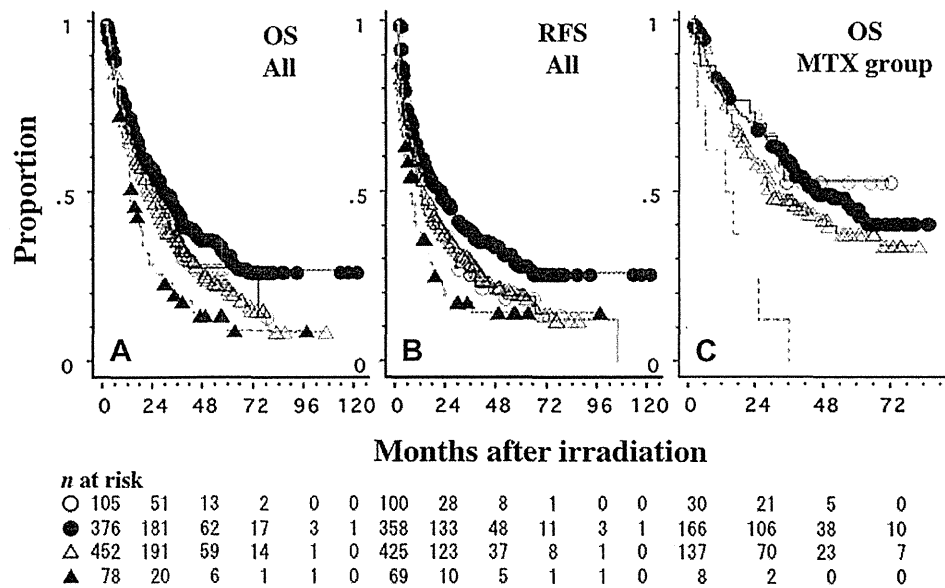 1
OS
All
RFS
All
OS
MTX group
Proportion
.5
0
A
1
.5
0
B
1
.5
0
C
0 24 48 72 96 120
0 24 48 72 96 120
0 24 48 72
Months after irradiation
n at risk
○ 105 51 13 2 0 0 100 28 8 1 0 0 30 21 5 0
● 376 181 62 17 3 1 358 133 48 11 3 1 166 106 38 10
△ 452 191 59 14 1 0 425 123 37 8 1 0 137 70 23 7
▲ 78 20 6 1 1 0 69 10 5 1 1 0 8 2 0 0